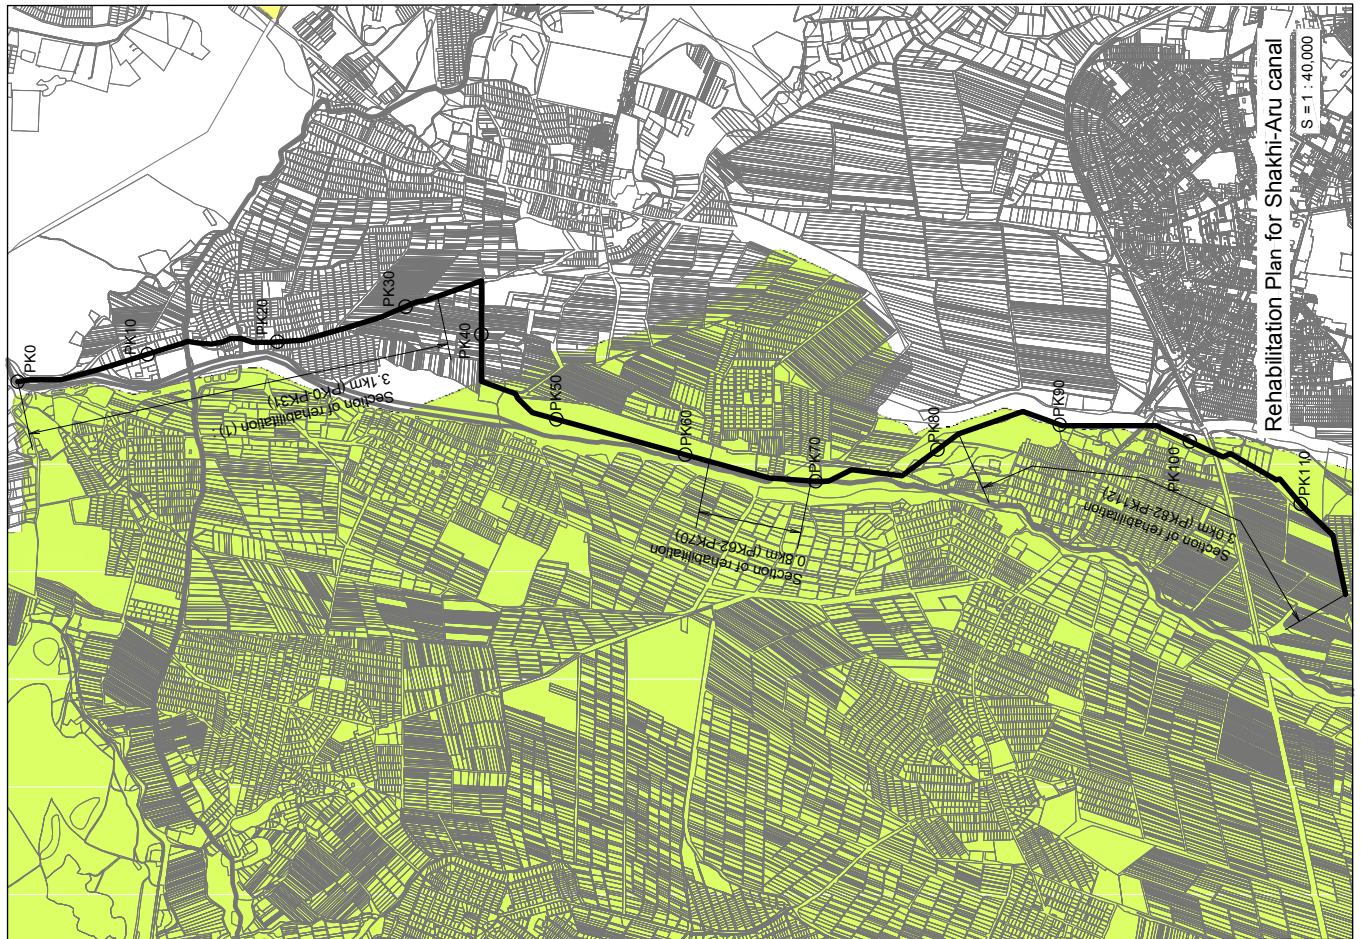 PK0
PK10
PK20
PK30
PK40
PK50
PK60
PK70
PK80
PK90
PK100
PK110
Section of rehabilitation (1)
3.1km (PK0-PK31)
Section of rehabilitation
0.8km (PK62-PK70)
Section of rehabilitation
3.0km (PK82-PK112)
Rehabilitation Plan for Shakhi-Aru canal
S = 1 : 40,000